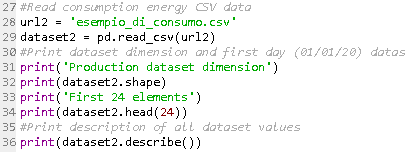 27 #Read consumption energy CSV data
28 url2 = 'esempio_di_consumo.csv'
29 dataset2 = pd.read_csv(url2)
30 #Print dataset dimension and first day (01/01/20) datas
31 print('Production dataset dimension')
32 print(dataset2.shape)
33 print('First 24 elements')
34 print(dataset2.head(24))
35 #Print description of all dataset values
36 print(dataset2.describe())